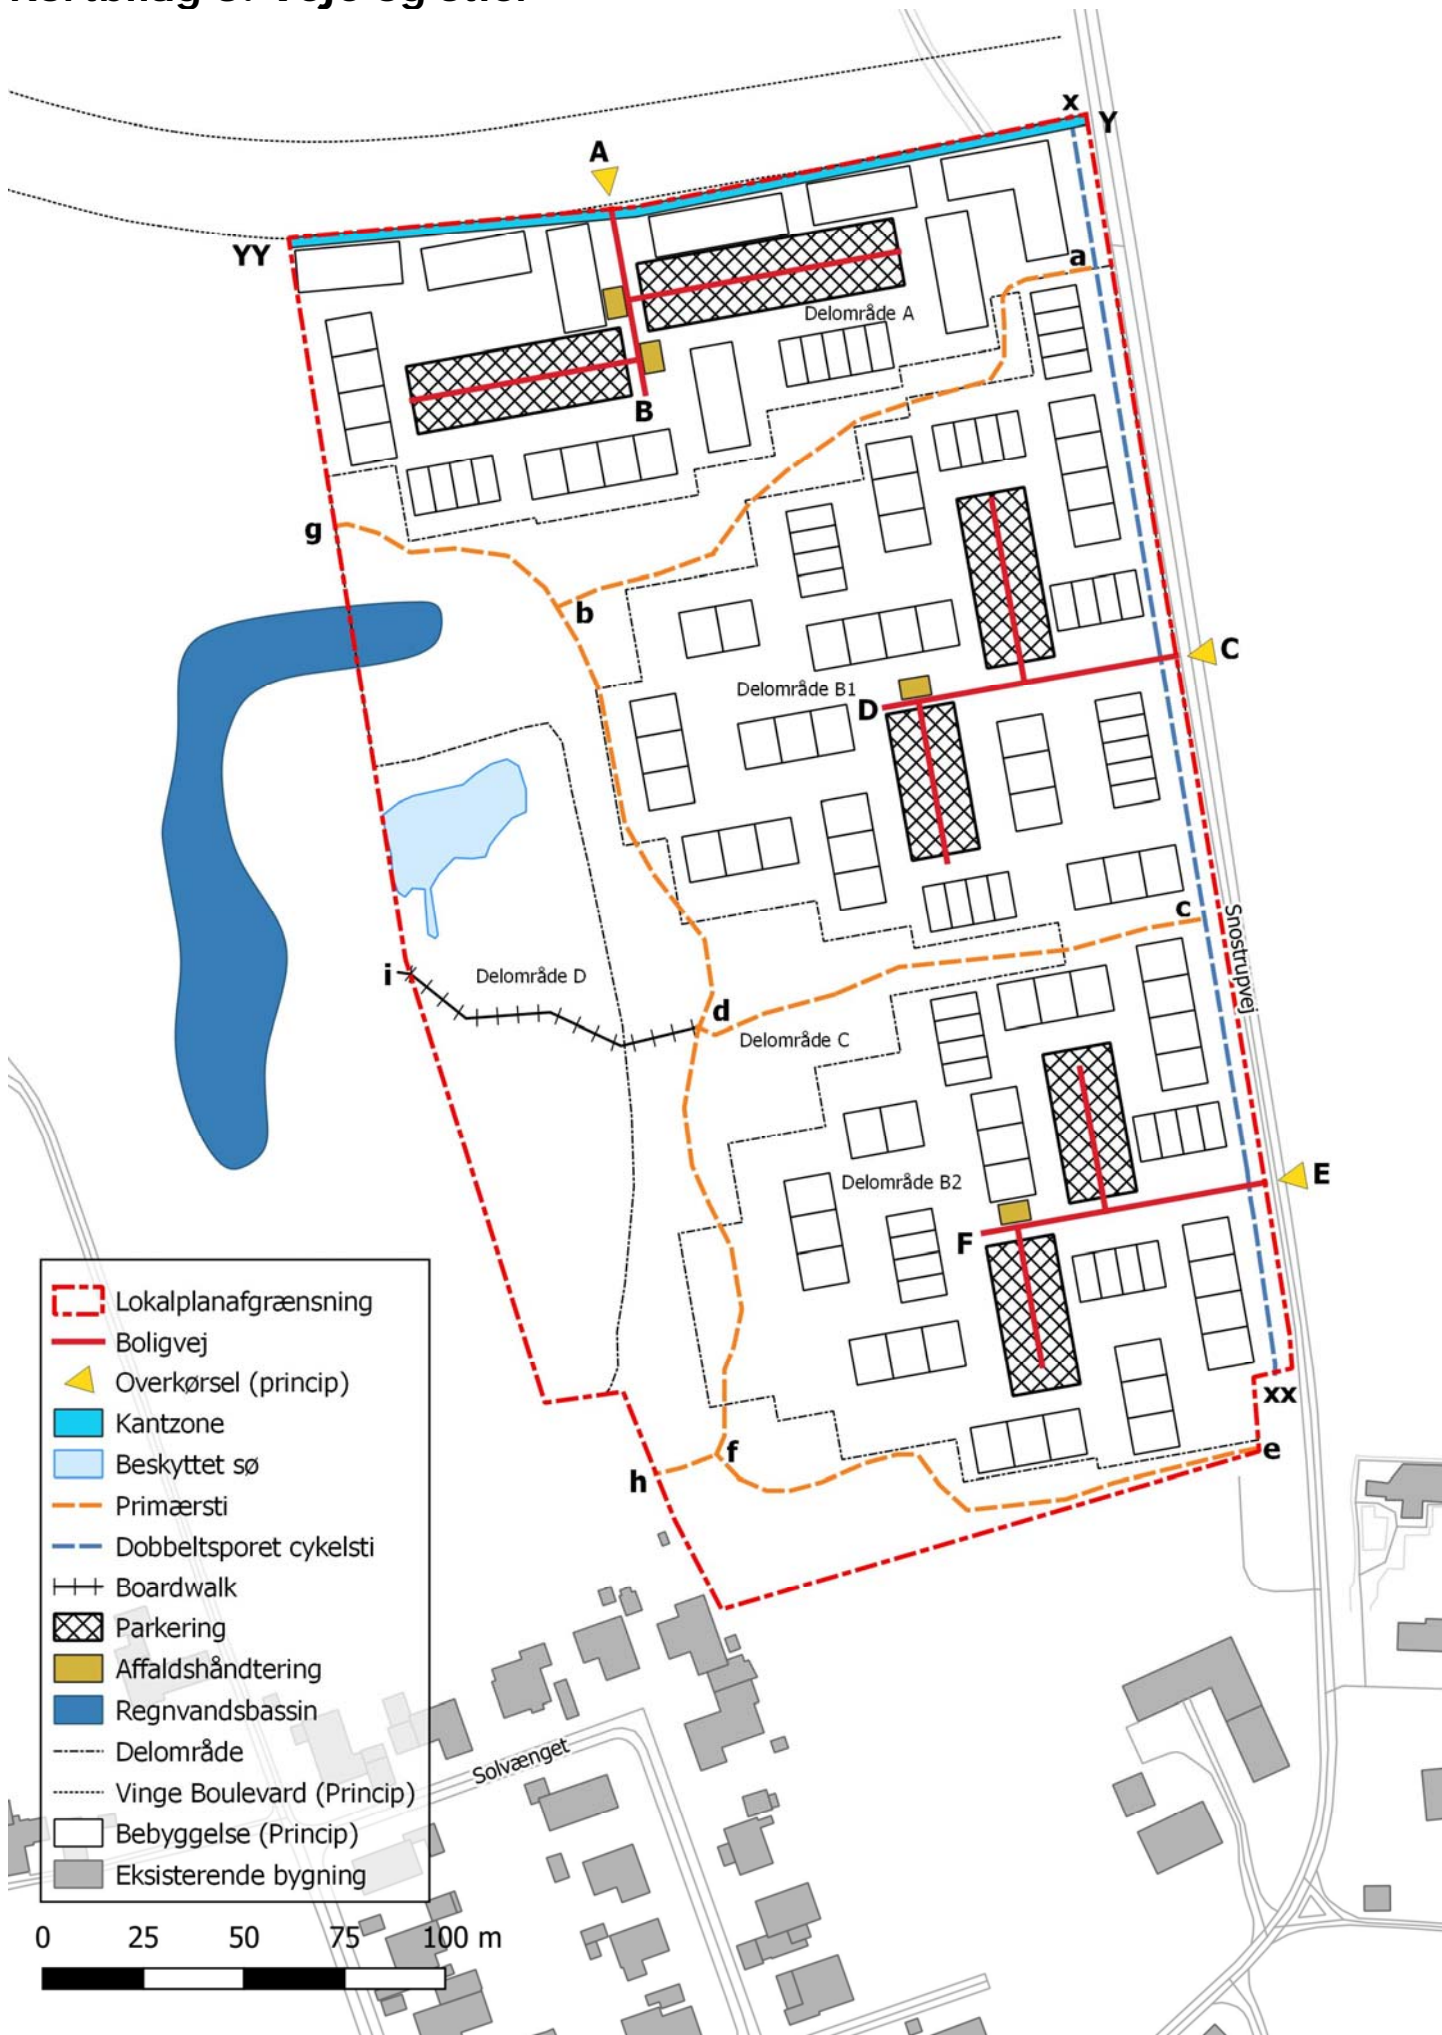 x
Y
A
YY
a
Delområde A
B
g
b
C
Delområde B1
D
c
Snostrupvej
i
Delområde D
d
Delområde C
E
Delområde B2
F
xx
f
e
h
Lokalplanafgrænsning
Boligvej
Overkørsel (princip)
Kantzone
Beskyttet sø
Primærsti
Dobbeltsporet cykelsti
Boardwalk
Parkering
Affaldshåndtering
Regnvandsbassin
Delområde
Vinge Boulevard (Princip)
Bebyggelse (Princip)
Eksisterende bygning
Solvænget
0 25 50 75 100 m